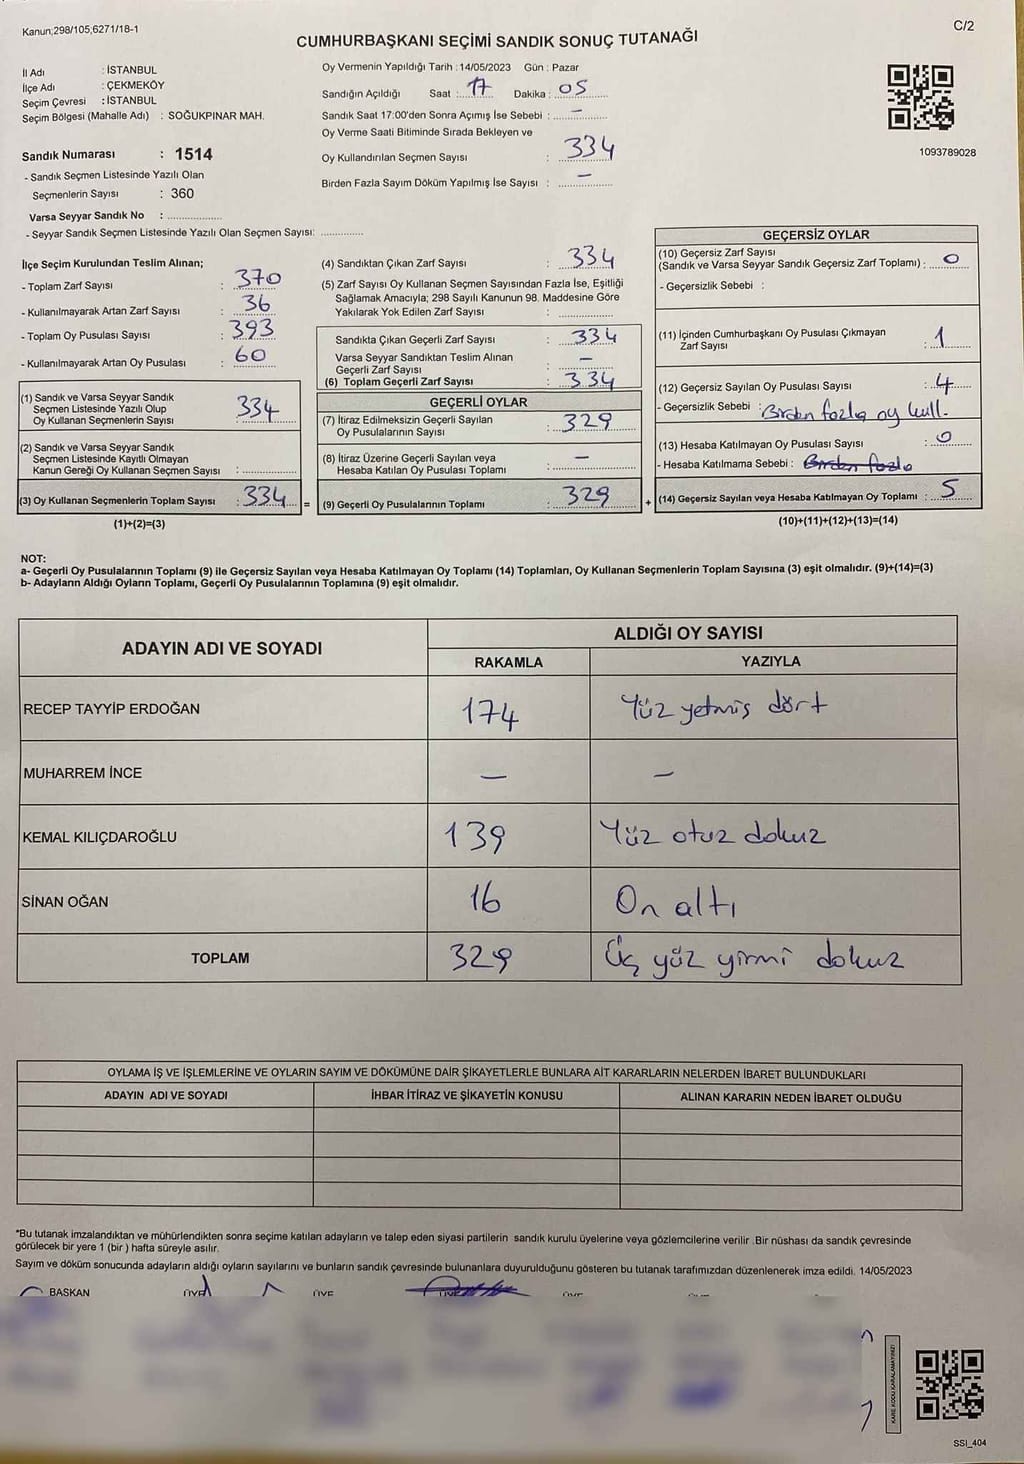 Kanun;298/105;6271/18-1
C/2
CUMHURBAŞKANI SEÇİMİ SANDIK SONUÇ TUTANAĞI
İl Adı : İSTANBUL
İlçe Adı : ÇEKMEKÖY
Seçim Çevresi : İSTANBUL
Seçim Bölgesi (Mahalle Adı) : SOĞUKPINAR MAH.
Sandık Numarası : 1514
- Sandık Seçmen Listesinde Yazılı Olan
Seçmenlerin Sayısı : 360
Varsa Seyyar Sandık No : ..................
- Seyyar Sandık Seçmen Listesinde Yazılı Olan Seçmen Sayısı: ..............
Oy Vermenin Yapıldığı Tarih : 14/05/2023 Gün : Pazar
Sandığın Açıldığı Saat : 17 Dakika : 05
Sandık Saat 17:00'den Sonra Açımış İse Sebebi : -
Oy Verme Saati Bitiminde Sırada Bekleyen ve
Oy Kullandırılan Seçmen Sayısı : 334
Birden Fazla Sayım Döküm Yapılmış İse Sayısı : -
1093789028
İlçe Seçim Kurulundan Teslim Alınan;
- Toplam Zarf Sayısı : 370
- Kullanılmayarak Artan Zarf Sayısı : 36
- Toplam Oy Pusulası Sayısı : 393
- Kullanılmayarak Artan Oy Pusulası : 60
(1) Sandık ve Varsa Seyyar Sandık
Seçmen Listesinde Yazılı Olup
Oy Kullanan Seçmenlerin Sayısı : 334
(2) Sandık ve Varsa Seyyar Sandık
Seçmen Listesinde Kayıtlı Olmayan
Kanun Gereği Oy Kullanan Seçmen Sayısı : ..................
(3) Oy Kullanan Seçmenlerin Toplam Sayısı : 334 =
(1)+(2)=(3)
(4) Sandıktan Çıkan Zarf Sayısı : 334
(5) Zarf Sayısı Oy Kullanan Seçmen Sayısından Fazla İse, Eşitliği
Sağlamak Amacıyla; 298 Sayılı Kanunun 98. Maddesine Göre
Yakılarak Yok Edilen Zarf Sayısı : ..................
Sandıkta Çıkan Geçerli Zarf Sayısı : 334
Varsa Seyyar Sandıktan Teslim Alınan
Geçerli Zarf Sayısı : -
(6) Toplam Geçerli Zarf Sayısı : 334
GEÇERLİ OYLAR
(7) İtiraz Edilmeksizin Geçerli Sayılan
Oy Pusulalarının Sayısı : 329
(8) İtiraz Üzerine Geçerli Sayılan veya
Hesaba Katılan Oy Pusulası Toplamı : -
(9) Geçerli Oy Pusulalarının Toplamı : 329 +
GEÇERSİZ OYLAR
(10) Geçersiz Zarf Sayısı
(Sandık ve Varsa Seyyar Sandık Geçersiz Zarf Toplamı) : 0
- Geçersizlik Sebebi :
(11) İçinden Cumhurbaşkanı Oy Pusulası Çıkmayan
Zarf Sayısı : 1
(12) Geçersiz Sayılan Oy Pusulası Sayısı : 4
- Geçersizlik Sebebi : Birden fazla oy kull.
(13) Hesaba Katılmayan Oy Pusulası Sayısı : 0
- Hesaba Katılmama Sebebi : Birden fazla
(14) Geçersiz Sayılan veya Hesaba Katılmayan Oy Toplamı : 5
(10)+(11)+(12)+(13)=(14)
NOT:
a- Geçerli Oy Pusulalarının Toplamı (9) ile Geçersiz Sayılan veya Hesaba Katılmayan Oy Toplamı (14) Toplamları, Oy Kullanan Seçmenlerin Toplam Sayısına (3) eşit olmalıdır. (9)+(14)=(3)
b- Adayların Aldığı Oyların Toplamı, Geçerli Oy Pusulalarının Toplamına (9) eşit olmalıdır.
ADAYIN ADI VE SOYADI ALDIĞI OY SAYISI
RAKAMLA YAZIYLA
RECEP TAYYİP ERDOĞAN 174 Yüz yetmiş dört
MUHARREM İNCE - -
KEMAL KILIÇDAROĞLU 139 Yüz otuz dokuz
SİNAN OĞAN 16 On altı
TOPLAM 329 Üç yüz yirmi dokuz
OYLAMA İŞ VE İŞLEMLERİNE VE OYLARIN SAYIM VE DÖKÜMÜNE DAİR ŞİKAYETLERLE BUNLARA AİT KARARLARIN NELERDEN İBARET BULUNDUKLARI
ADAYIN ADI VE SOYADI İHBAR İTİRAZ VE ŞİKAYETİN KONUSU ALINAN KARARIN NEDEN İBARET OLDUĞU
*Bu tutanak imzalandıktan ve mühürlendikten sonra seçime katılan adayların ve talep eden siyasi partilerin sandık kurulu üyelerine veya gözlemcilerine verilir .Bir nüshası da sandık çevresinde
görülecek bir yere 1 (bir ) hafta süreyle asılır.
Sayım ve döküm sonucunda adayların aldığı oyların sayılarını ve bunların sandık çevresinde bulunanlara duyurulduğunu gösteren bu tutanak tarafımızdan düzenlenerek imza edildi. 14/05/2023
BAŞKAN ÜYE ÜYE ÜYE
KARE KODU KARALAMAYINIZ!
SSI_404